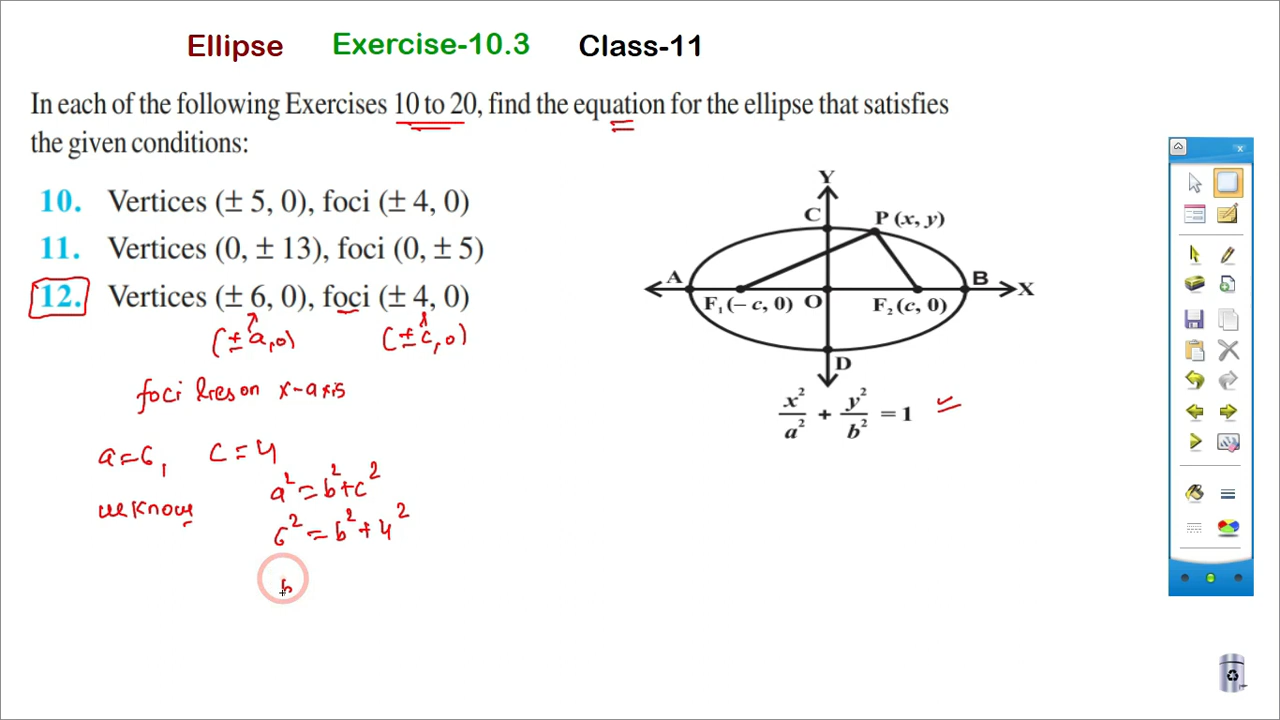 Ellipse Exercise-10.3 Class-11
In each of the following Exercises 10 to 20, find the equation for the ellipse that satisfies
the given conditions:
10. Vertices (± 5, 0), foci (± 4, 0)
11. Vertices (0, ± 13), foci (0, ± 5)
12. Vertices (± 6, 0), foci (± 4, 0)
(±a,0) (±c,0)
foci lies on x-axis
a=6, c=4
we know
a²=b²+c²
6²=b²+4²
b
Y
C P (x, y)
A B X
F₁(– c, 0) O F₂(c, 0)
D
x²/a² + y²/b² = 1